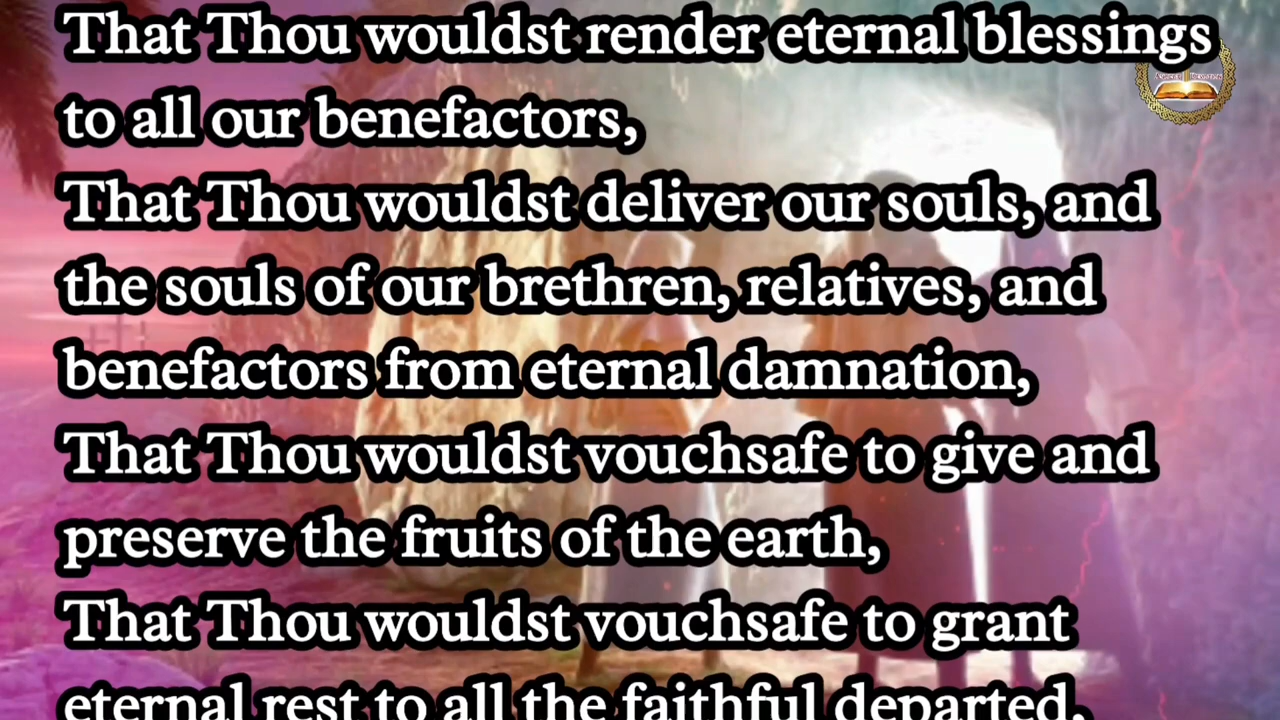 That Thou wouldst render eternal blessings
to all our benefactors,
That Thou wouldst deliver our souls, and
the souls of our brethren, relatives, and
benefactors from eternal damnation,
That Thou wouldst vouchsafe to give and
preserve the fruits of the earth,
That Thou wouldst vouchsafe to grant
eternal rest to all the faithful departed,